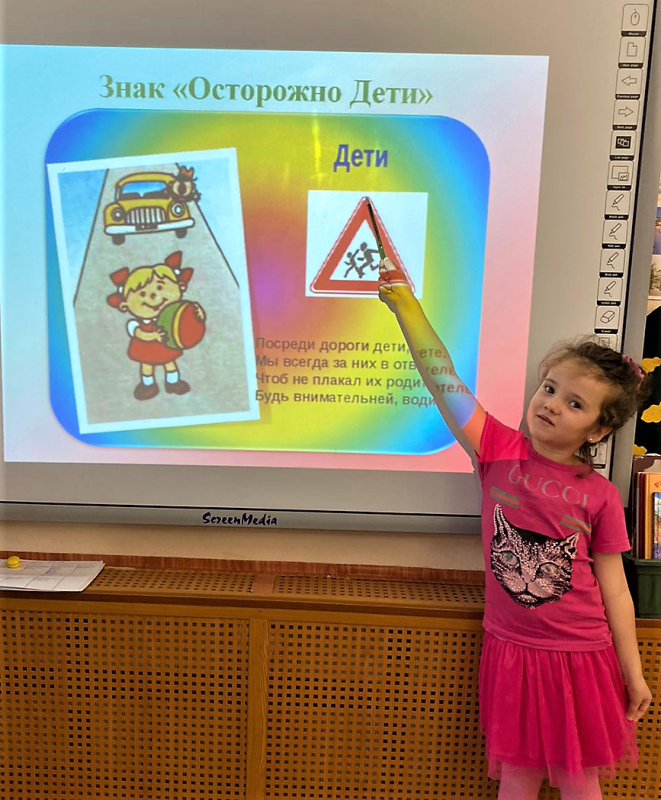 Знак «Осторожно Дети»
Дети
Посреди дороги дети,
Мы всегда за них в
Чтоб не плакал их
Будь внимательней,
ScreenMedia
GUCCI